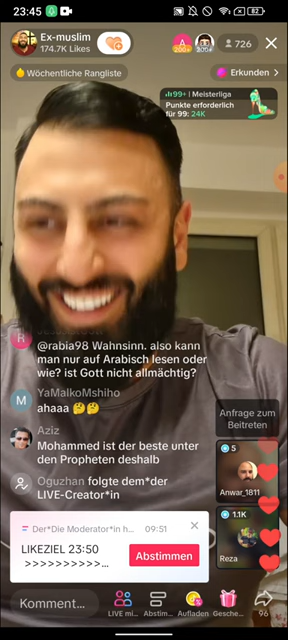 23:45
82
Ex-muslim
174.7K Likes
200+
200+
726
Wöchentliche Rangliste
Erkunden >
99+ | Meisterliga
Punkte erforderlich
für 99: 24K
@rabia98 Wahnsinn. also kann
man nur auf Arabisch lesen oder
wie? ist Gott nicht allmächtig?
YaMalkoMshiho
ahaaa 🤔🤔
Aziz
Mohammed ist der beste unter
den Propheten deshalb
Oguzhan folgte dem*der
LIVE-Creator*in
Anfrage zum
Beitreten
5
Anwar_1811
1.1K
Reza
Der*Die Moderator*in h... 09:51
LIKEZIEL 23:50
>>>>>>>>>>...
Abstimmen
Komment...
LIVE mi...
Abstim...
Aufladen
Gesche...
96